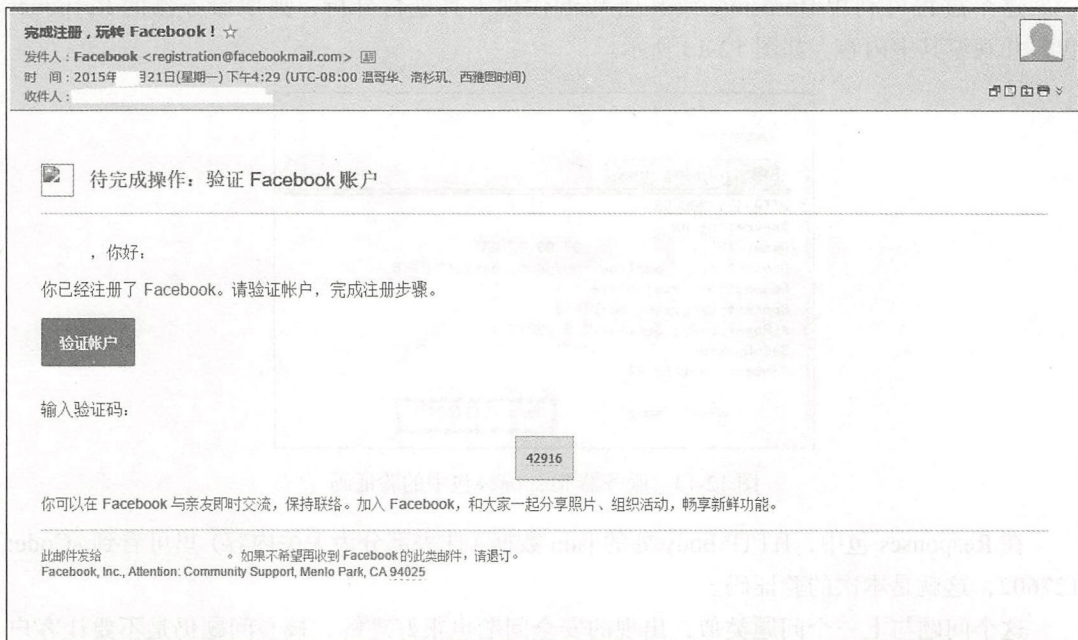 完成注册，玩转 Facebook！☆
发件人：Facebook <registration@facebookmail.com>
时 间：2015年 月21日(星期一) 下午4:29 (UTC-08:00 温哥华、洛杉矶、西雅图时间)
收件人：
待完成操作：验证 Facebook 账户
，你好：
你已经注册了 Facebook。请验证帐户，完成注册步骤。
验证帐户
输入验证码：
42916
你可以在 Facebook 与亲友即时交流，保持联络。加入 Facebook，和大家一起分享照片、组织活动，畅享新鲜功能。
此邮件发给 。如果不希望再收到 Facebook 的此类邮件，请退订。
Facebook, Inc., Attention: Community Support, Menlo Park, CA 94025